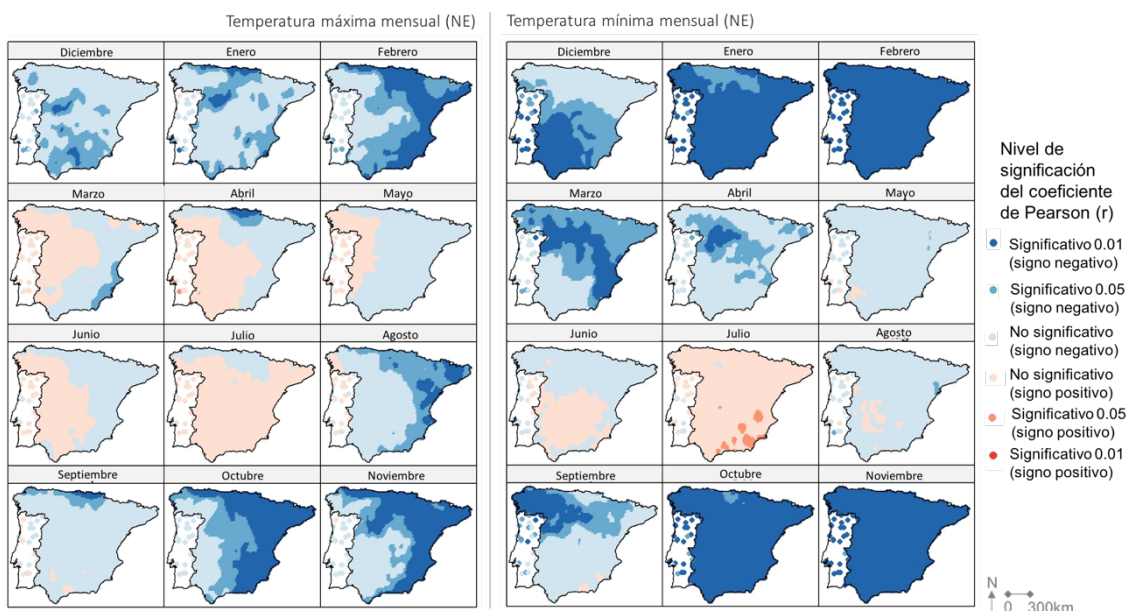 Temperatura máxima mensual (NE)
Temperatura mínima mensual (NE)
Diciembre
Enero
Febrero
Marzo
Abril
Mayo
Junio
Julio
Agosto
Septiembre
Octubre
Noviembre
Diciembre
Enero
Febrero
Marzo
Abril
Mayo
Junio
Julio
Agosto
Septiembre
Octubre
Noviembre
Nivel de
significación
del coeficiente
de Pearson (r)
Significativo 0.01
(signo negativo)
Significativo 0.05
(signo negativo)
No significativo
(signo negativo)
No significativo
(signo positivo)
Significativo 0.05
(signo positivo)
Significativo 0.01
(signo positivo)
N
0 300km